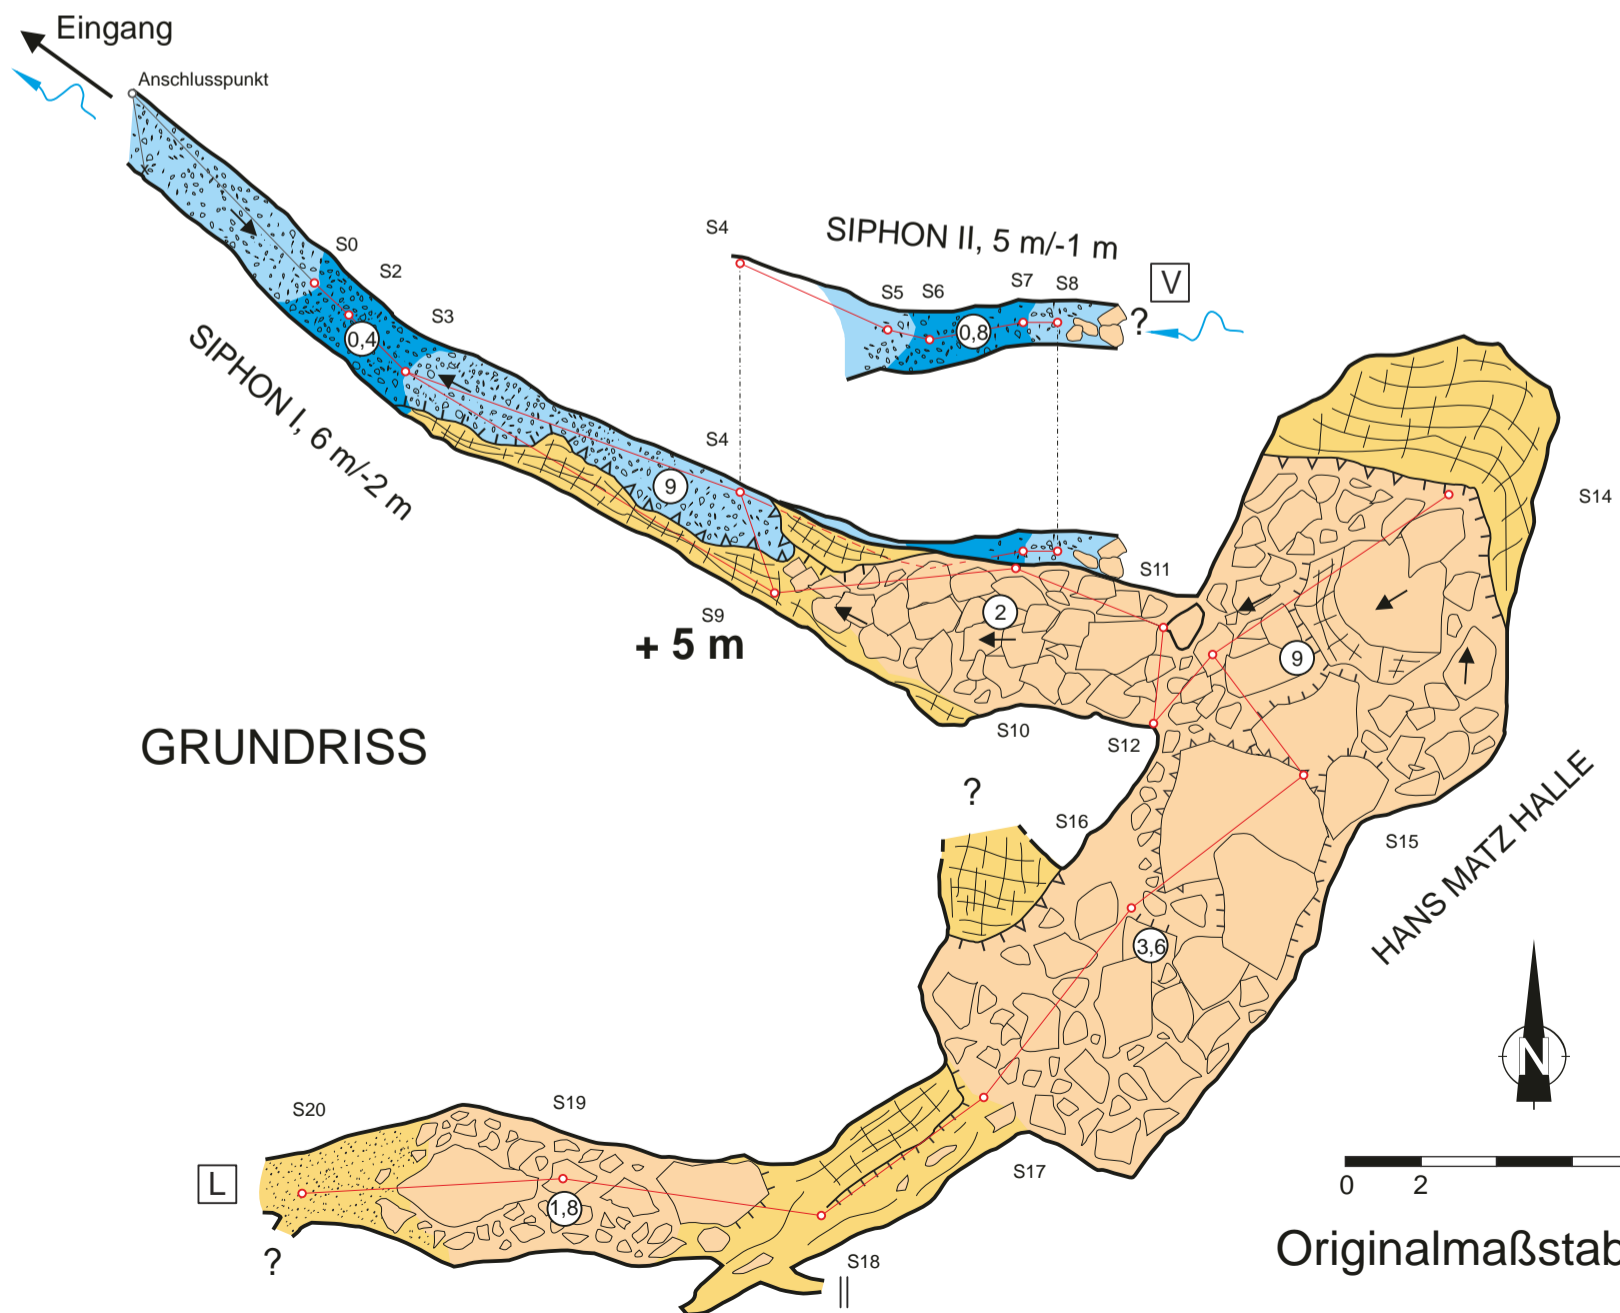 Eingang
Anschlusspunkt
S0
S2
S3
0,4
SIPHON I, 6 m/-2 m
S4
SIPHON II, 5 m/-1 m
V
S5
S6
S7
S8
0,8
?
S4
9
S14
S11
2
S9
+ 5 m
9
S10
S12
GRUNDRISS
?
S16
S15
HANS MATZ HALLE
3,6
N
S20
S19
L
1,8
S17
?
S18
0
2
Originalmaßstab